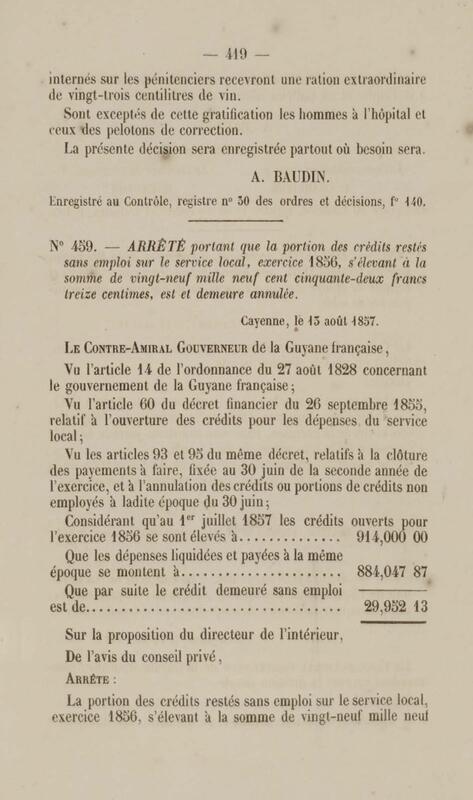 — 419 —
internés sur les pénitenciers recevront une ration extraordinaire
de vingt-trois centilitres de vin.
Sont exceptés de cette gratification les hommes à l'hôpital et
ceux des pelotons de correction.
La présente décision sera enregistrée partout où besoin sera.
A. BAUDIN.
Enregistré au Contrôle, registre n° 50 des ordres et décisions, f° 140.
N° 459. — ARRÊTÉ portant que la portion des crédits restés
sans emploi sur le service local, exercice 1856, s'élevant à la
somme de vingt-neuf mille neuf cent cinquante-deux francs
treize centimes, est et demeure annulée.
Cayenne, le 13 août 1857.
LE CONTRE-AMIRAL GOUVERNEUR de la Guyane française,
Vu l'article 14 de l'ordonnance du 27 août 1828 concernant
le gouvernement de la Guyane française;
Vu l'article 60 du décret financier du 26 septembre 1855,
relatif à l'ouverture des crédits pour les dépenses du service
local;
Vu les articles 93 et 95 du même décret, relatifs à la clôture
des payements à faire, fixée au 30 juin de la seconde année de
l'exercice, et à l'annulation des crédits ou portions de crédits non
employés à ladite époque du 30 juin;
Considérant qu'au 1er juillet 1857 les crédits ouverts pour
l'exercice 1856 se sont élevés à.............. 914,000 00
Que les dépenses liquidées et payées à la même
époque se montent à...................... 884,047 87
Que par suite le crédit demeuré sans emploi
est de................................... 29,952 13
Sur la proposition du directeur de l'intérieur,
De l'avis du conseil privé,
ARRÊTE :
La portion des crédits restés sans emploi sur le service local,
exercice 1856, s'élevant à la somme de vingt-neuf mille neuf